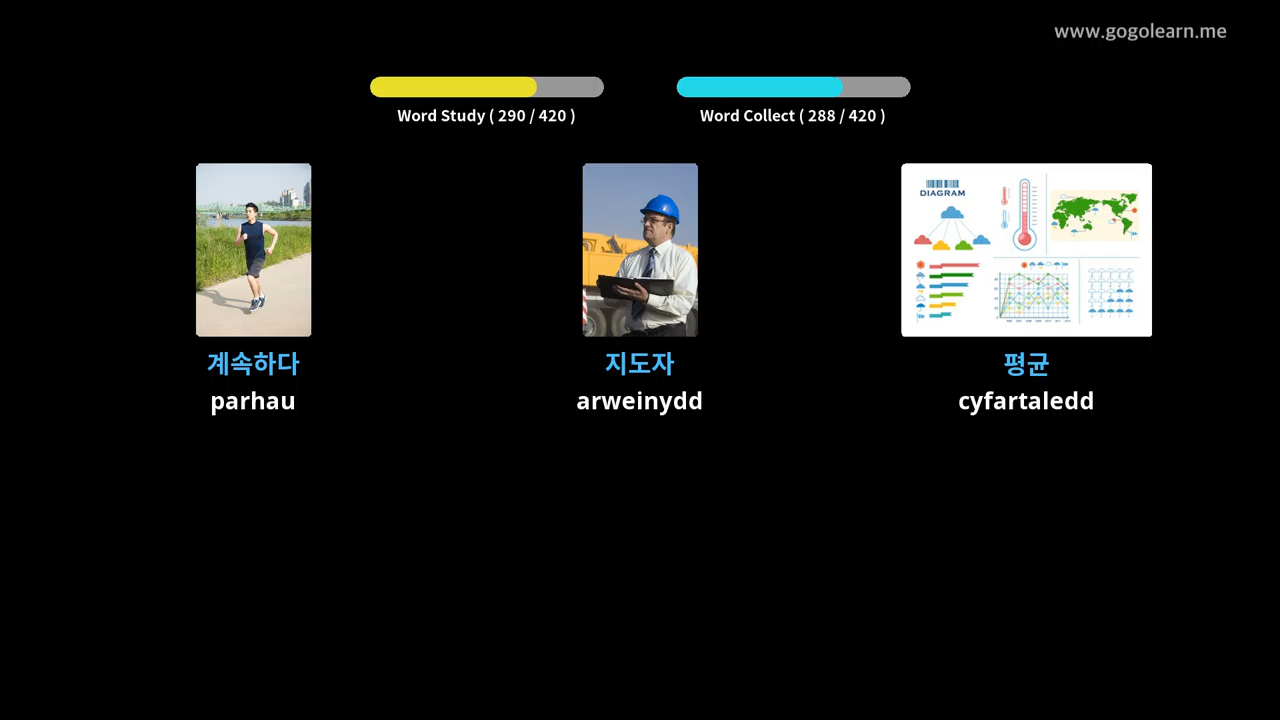 www.gogolearn.me
Word Study ( 290 / 420 )
Word Collect ( 288 / 420 )
DIAGRAM
계속하다
지도자
평균
parhau
arweinydd
cyfartaledd